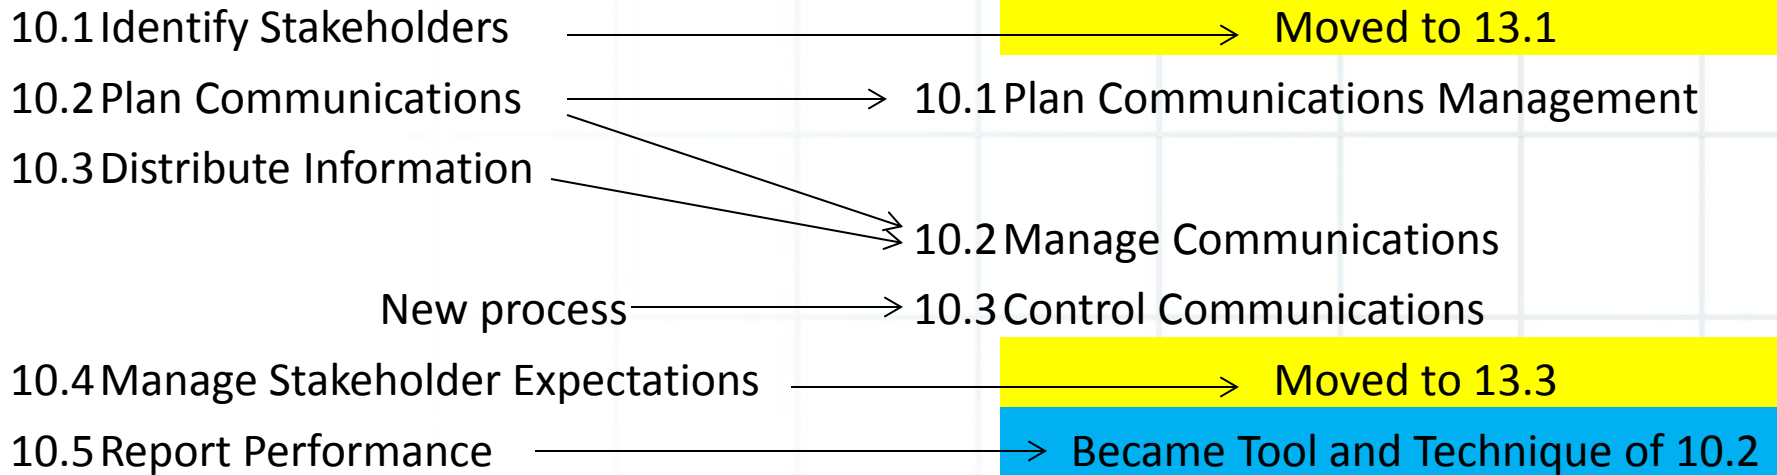 10.1 Identify Stakeholders Moved to 13.1
10.2 Plan Communications 10.1 Plan Communications Management
10.3 Distribute Information
10.2 Manage Communications
New process 10.3 Control Communications
10.4 Manage Stakeholder Expectations Moved to 13.3
10.5 Report Performance Became Tool and Technique of 10.2